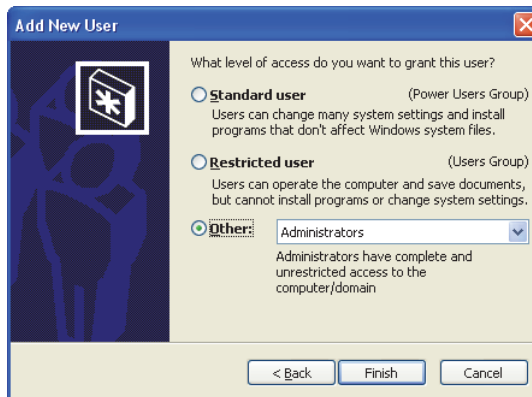 Add New User
What level of access do you want to grant this user?
Standard user (Power Users Group)
Users can change many system settings and install
programs that don't affect Windows system files.
Restricted user (Users Group)
Users can operate the computer and save documents,
but cannot install programs or change system settings.
Other: Administrators
Administrators have complete and
unrestricted access to the
computer/domain
< Back Finish Cancel